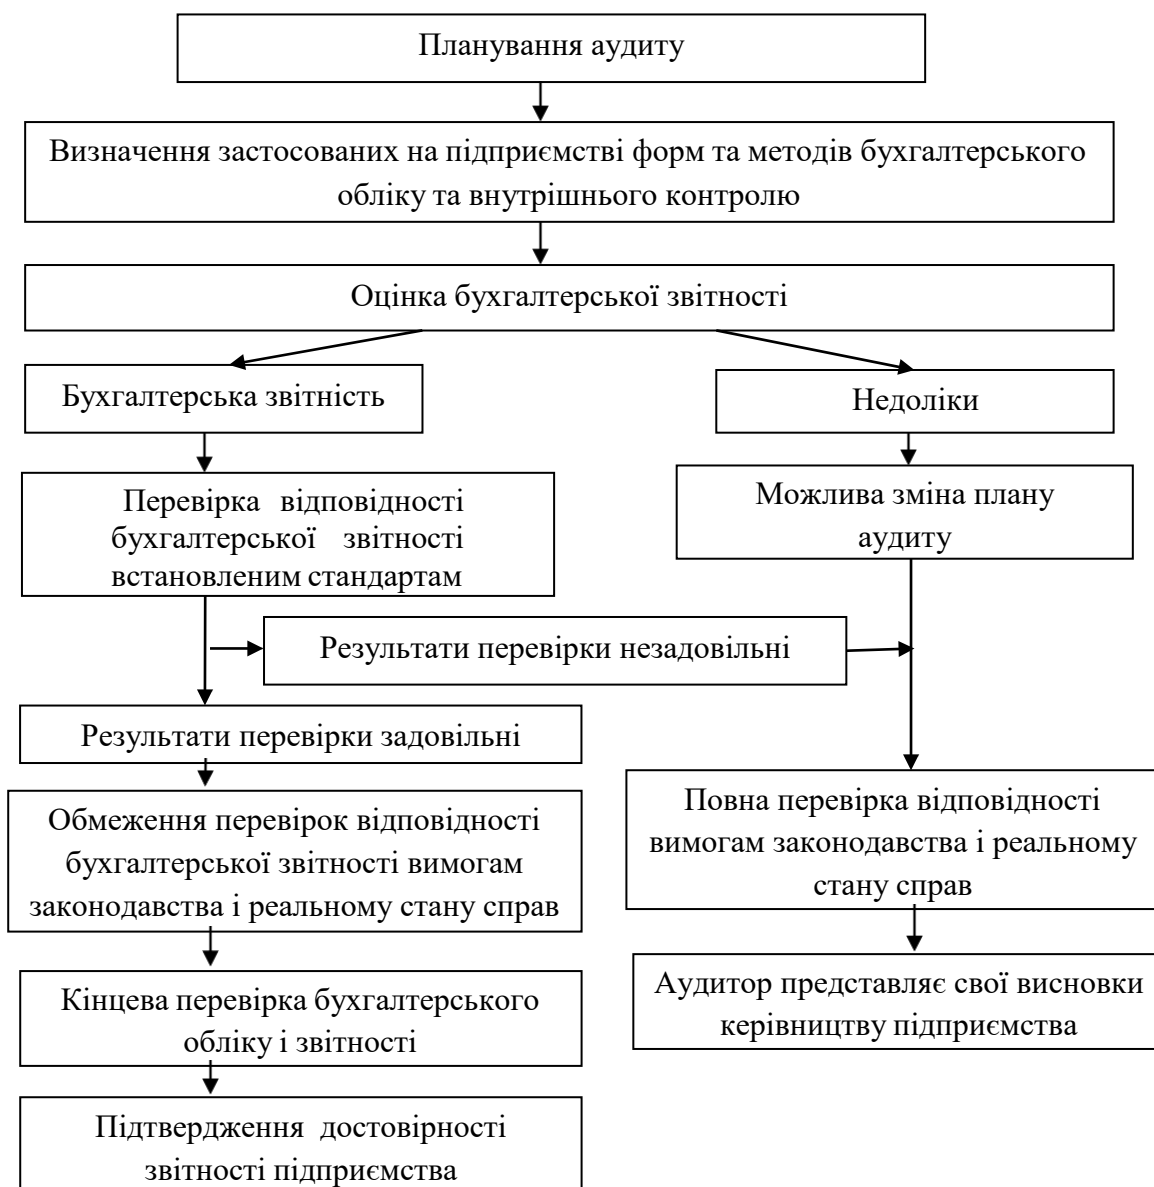 Планування аудиту
Визначення застосованих на підприємстві форм та методів бухгалтерського
обліку та внутрішнього контролю
Оцінка бухгалтерської звітності
Бухгалтерська звітність
Недоліки
Перевірка відповідності
бухгалтерської звітності
встановленим стандартам
Можлива зміна плану
аудиту
Результати перевірки незадовільні
Результати перевірки задовільні
Обмеження перевірок відповідності
бухгалтерської звітності вимогам
законодавства і реальному стану справ
Повна перевірка відповідності
вимогам законодавства і реальному
стану справ
Кінцева перевірка бухгалтерського
обліку і звітності
Аудитор представляє свої висновки
керівництву підприємства
Підтвердження достовірності
звітності підприємства